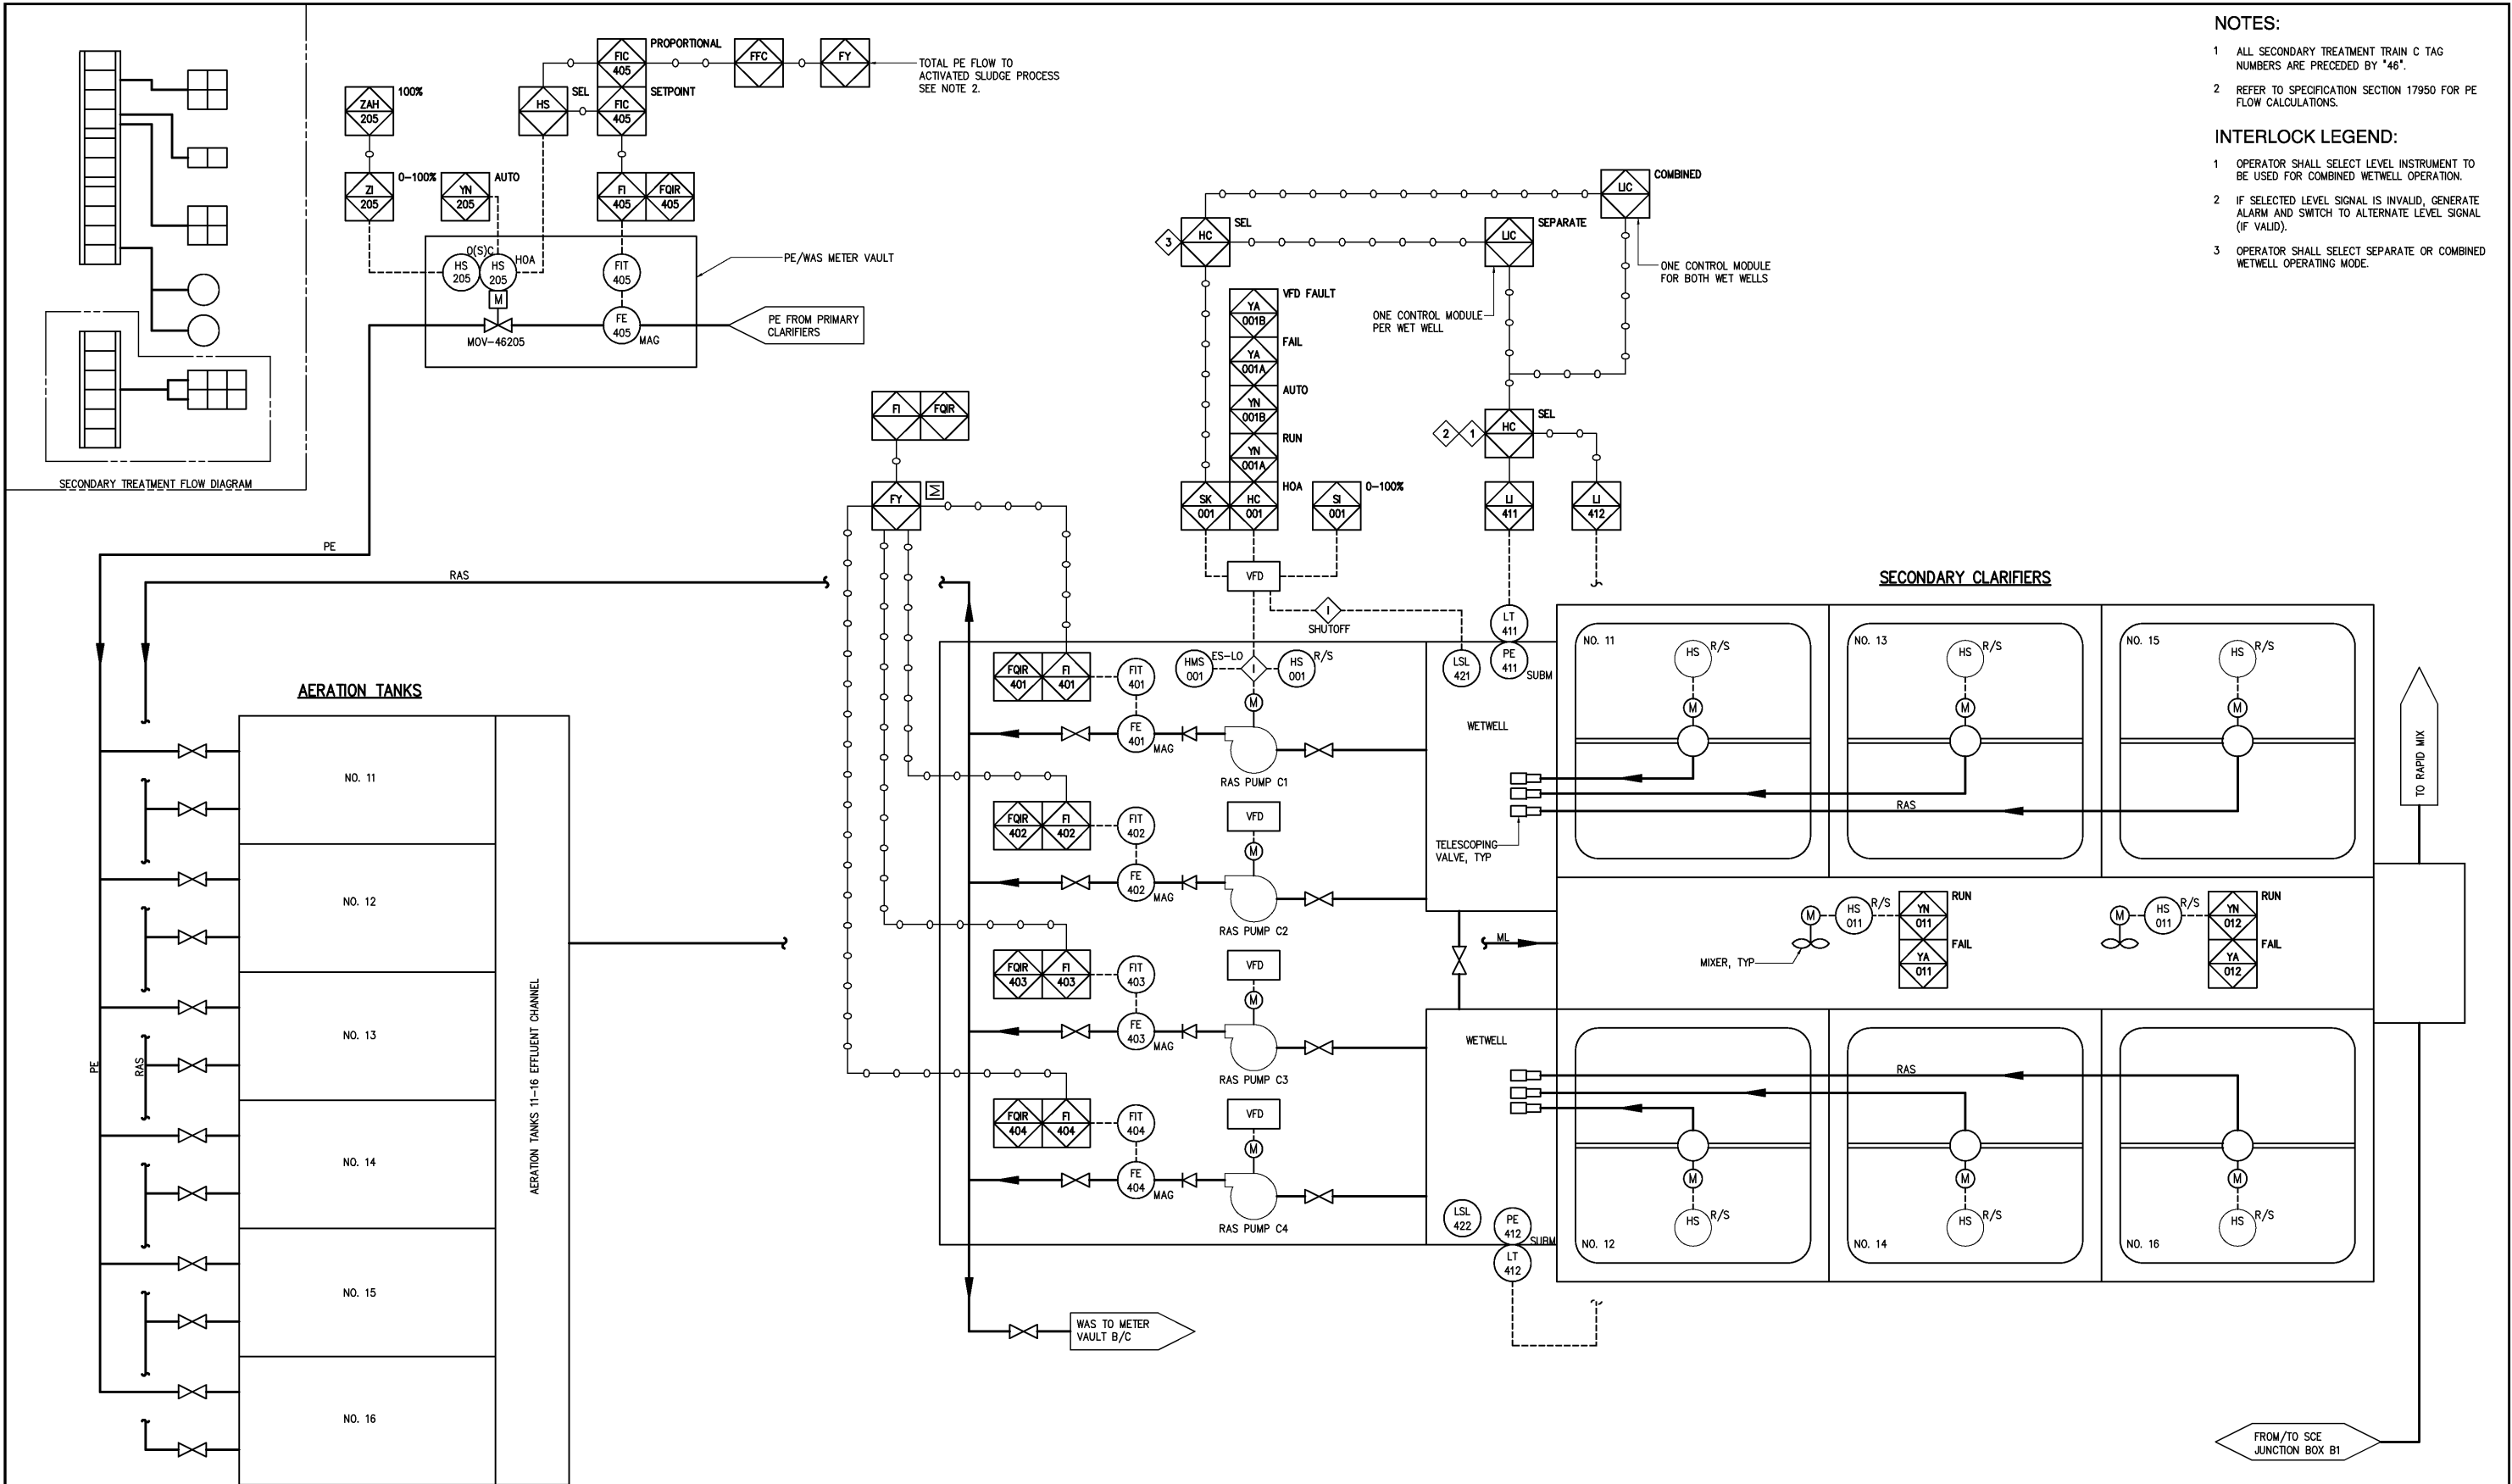 NOTES:
1 ALL SECONDARY TREATMENT TRAIN C TAG
NUMBERS ARE PRECEDED BY "46".
2 REFER TO SPECIFICATION SECTION 17950 FOR PE
FLOW CALCULATIONS.
INTERLOCK LEGEND:
1 OPERATOR SHALL SELECT LEVEL INSTRUMENT TO
BE USED FOR COMBINED WETWELL OPERATION.
2 IF SELECTED LEVEL SIGNAL IS INVALID, GENERATE
ALARM AND SWITCH TO ALTERNATE LEVEL SIGNAL
(IF VALID).
3 OPERATOR SHALL SELECT SEPARATE OR COMBINED
WETWELL OPERATING MODE.
SECONDARY TREATMENT FLOW DIAGRAM
FIC
405
PROPORTIONAL
FFC
FY
TOTAL PE FLOW TO
ACTIVATED SLUDGE PROCESS
SEE NOTE 2.
ZAH
205
100%
HS
SEL
FIC
405
SETPOINT
ZI
205
0-100%
YN
205
AUTO
FI
405
FQIR
405
O(S)C
HS
205
HS
205
HOA
M
MOV-46205
FIT
405
FE
405
MAG
PE/WAS METER VAULT
PE FROM PRIMARY
CLARIFIERS
LIC
COMBINED
3
HC
SEL
LIC
SEPARATE
ONE CONTROL MODULE
FOR BOTH WET WELLS
ONE CONTROL MODULE
PER WET WELL
YA
001B
VFD FAULT
YA
001A
FAIL
YN
001B
AUTO
YN
001A
RUN
SK
001
HC
001
HOA
SI
001
0-100%
2
1
HC
SEL
LI
411
LI
412
FI
FQIR
FY
M
VFD
I
SHUTOFF
PE
RAS
PE
RAS
AERATION TANKS
NO. 11
NO. 12
NO. 13
NO. 14
NO. 15
NO. 16
AERATION TANKS 11-16 EFFLUENT CHANNEL
FQIR
401
FI
401
FIT
401
FE
401
MAG
HMS
001
ES-LO
I
HS
001
R/S
M
RAS PUMP C1
FQIR
402
FI
402
FIT
402
FE
402
MAG
VFD
M
RAS PUMP C2
FQIR
403
FI
403
FIT
403
FE
403
MAG
VFD
M
RAS PUMP C3
FQIR
404
FI
404
FIT
404
FE
404
MAG
VFD
M
RAS PUMP C4
WAS TO METER
VAULT B/C
LSL
421
LT
411
PE
411
SUBM
WETWELL
TELESCOPING
VALVE, TYP
WETWELL
LSL
422
PE
412
SUBM
LT
412
SECONDARY CLARIFIERS
NO. 11
HS
R/S
M
NO. 13
HS
R/S
M
NO. 15
HS
R/S
M
RAS
ML
MIXER, TYP
M
HS
011
R/S
YN
011
RUN
YA
011
FAIL
M
HS
011
R/S
YN
012
RUN
YA
012
FAIL
RAS
M
HS
R/S
NO. 12
M
HS
R/S
NO. 14
M
HS
R/S
NO. 16
TO RAPID MIX
FROM/TO SCE
JUNCTION BOX B1